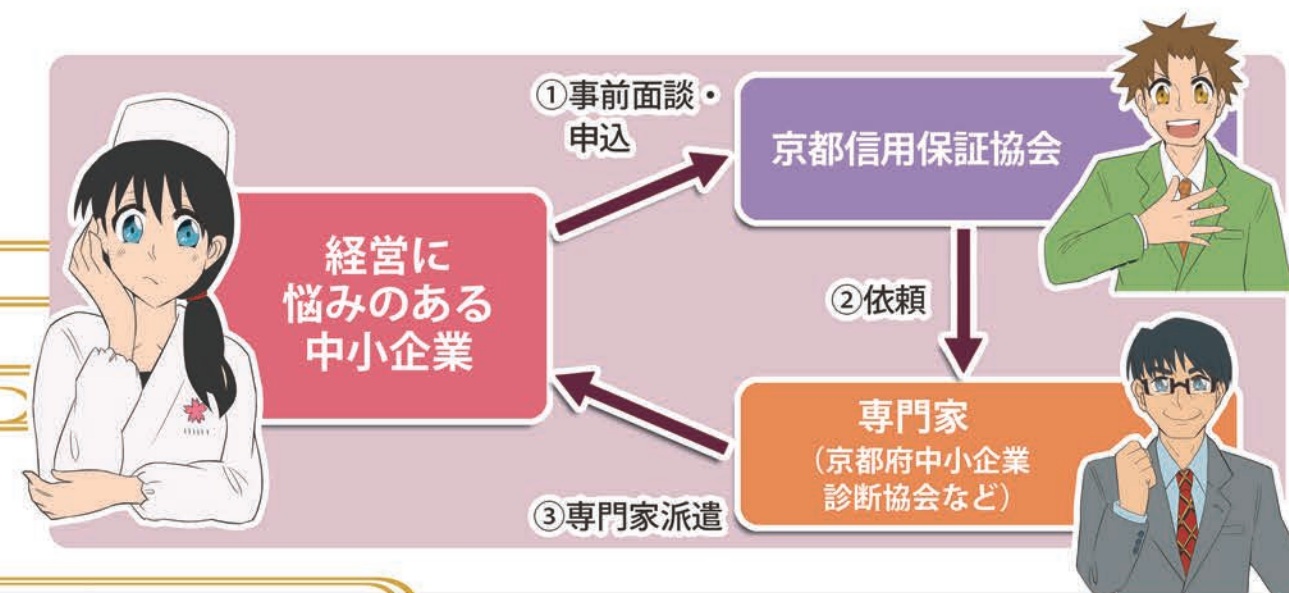 ①事前面談・
申込
京都信用保証協会
経営に
悩みのある
中小企業
②依頼
専門家
（京都府中小企業
診断協会など）
③専門家派遣